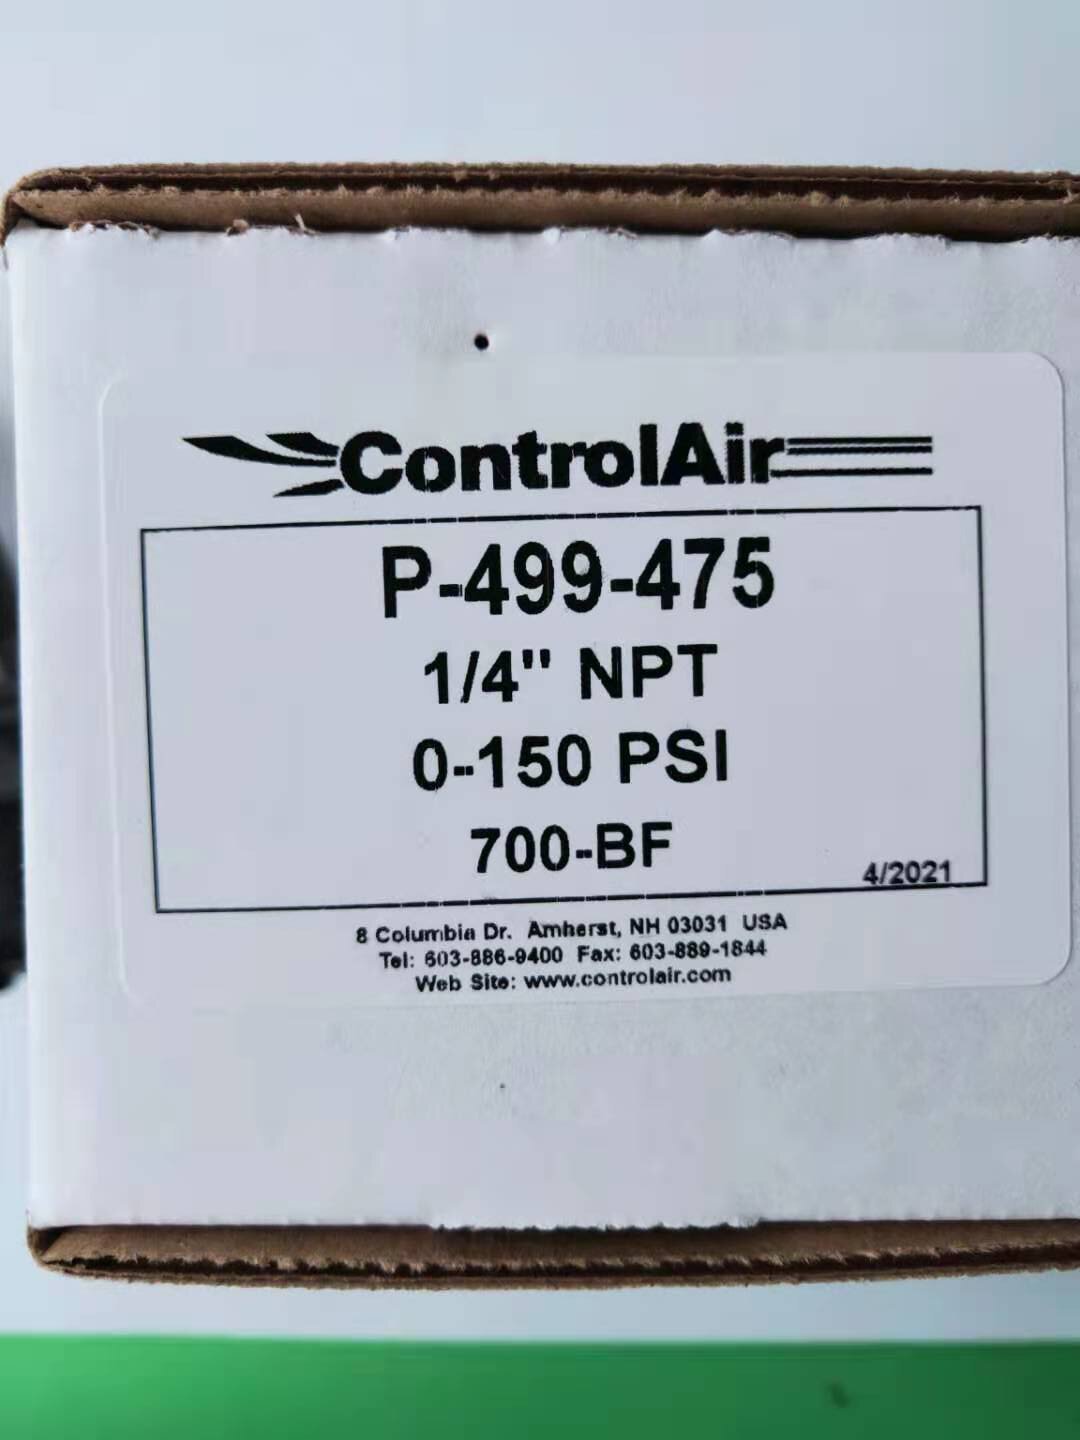 ControlAir
P-499-475
1/4" NPT
0-150 PSI
700-BF
4/2021
8 Columbia Dr. Amherst, NH 03031 USA
Tel: 603-886-9400 Fax: 603-889-1844
Web Site: www.controlair.com